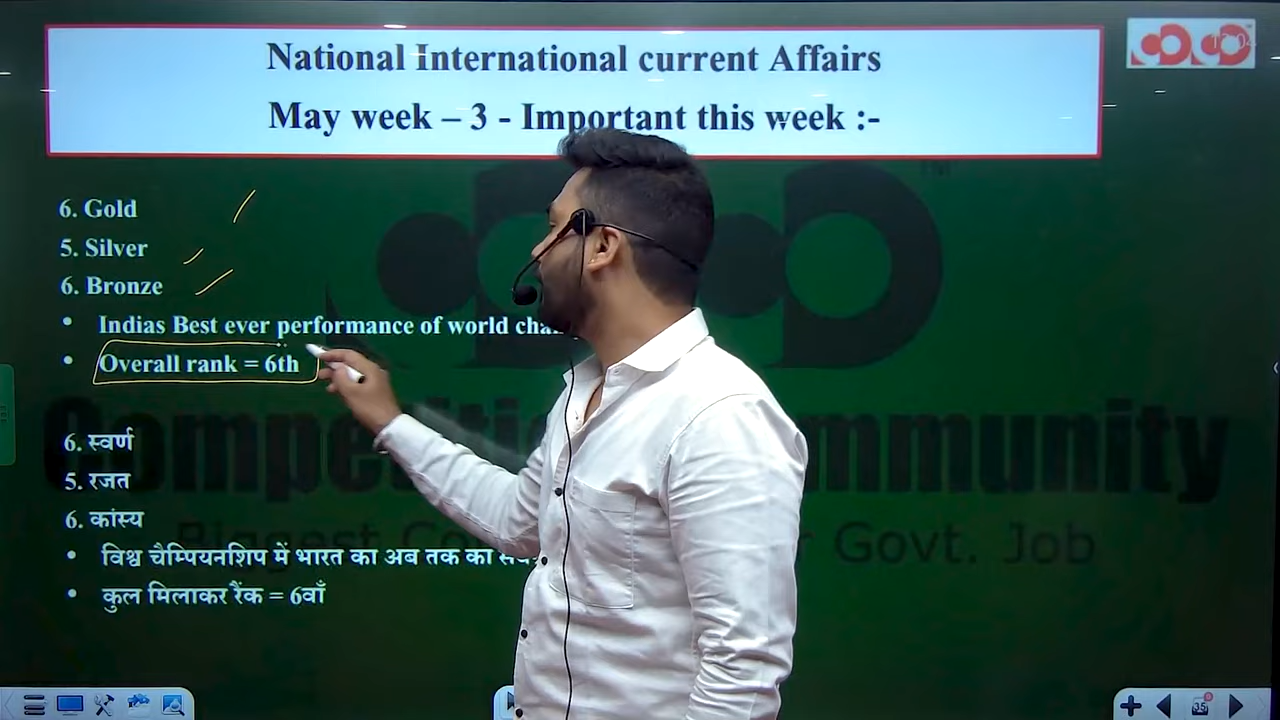 National International current Affairs
May week – 3 - Important this week :-
6. Gold
5. Silver
6. Bronze
• Indias Best ever performance of world
• Overall rank = 6th
6. स्वर्ण
5. रजत
6. कांस्य
• विश्व चैम्पियनशिप में भारत का अब तक का
• कुल मिलाकर रैंक = 6वाँ
Govt. Job
35